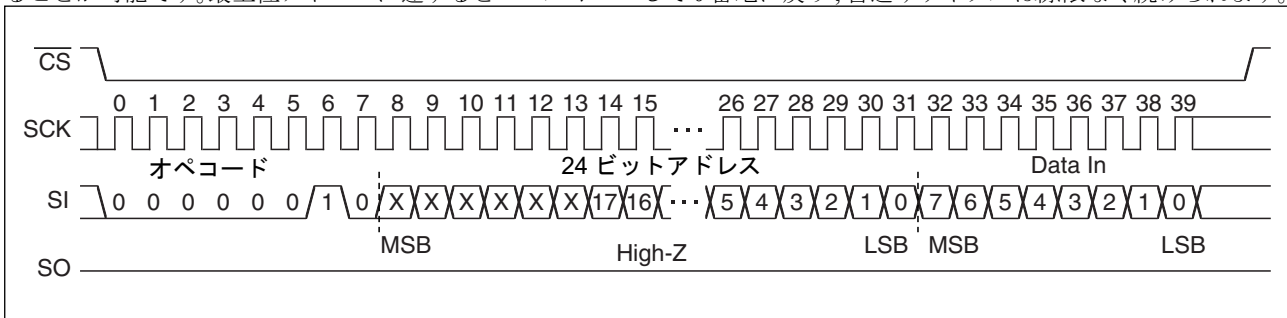 CS
0 1 2 3 4 5 6 7 8 9 10 11 12 13 14 15 26 27 28 29 30 31 32 33 34 35 36 37 38 39
SCK ···
オペコード 24 ビットアドレス Data In
SI 0 0 0 0 0 0 1 0 X X X X X X 17 16 ··· 5 4 3 2 1 0 7 6 5 4 3 2 1 0
MSB High-Z LSB MSB LSB
SO